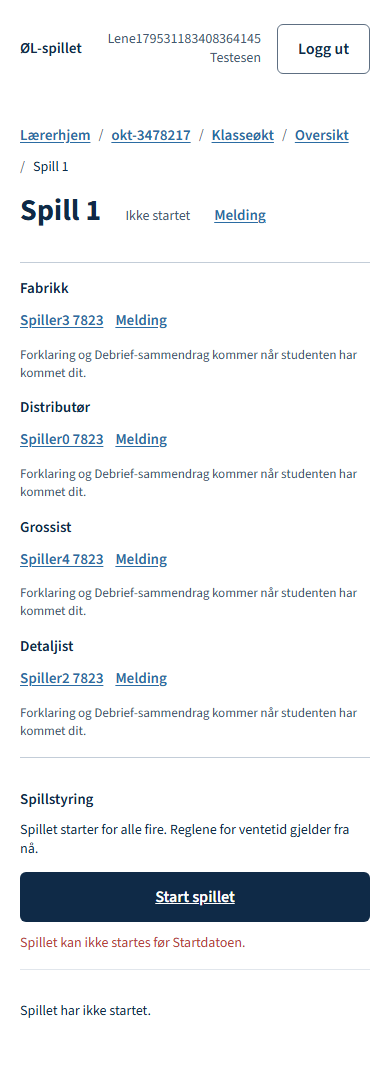 ØL-spillet
Lene179531183408364145
Testesen
Logg ut
Lærerhjem / okt-3478217 / Klasseøkt / Oversikt
/ Spill 1
Spill 1 Ikke startet Melding
Fabrikk
Spiller3 7823 Melding
Forklaring og Debrief-sammendrag kommer når studenten har
kommet dit.
Distributør
Spiller0 7823 Melding
Forklaring og Debrief-sammendrag kommer når studenten har
kommet dit.
Grossist
Spiller4 7823 Melding
Forklaring og Debrief-sammendrag kommer når studenten har
kommet dit.
Detaljist
Spiller2 7823 Melding
Forklaring og Debrief-sammendrag kommer når studenten har
kommet dit.
Spillstyring
Spillet starter for alle fire. Reglene for ventetid gjelder fra
nå.
Start spillet
Spillet kan ikke startes før Startdatoen.
Spillet har ikke startet.